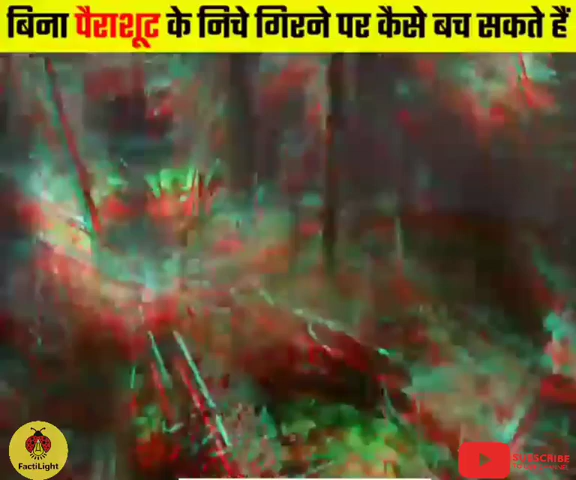 बिना पैराशूट के निचे गिरने पर कैसे बच सकते हैं
FactiLight
SUBSCRIBE